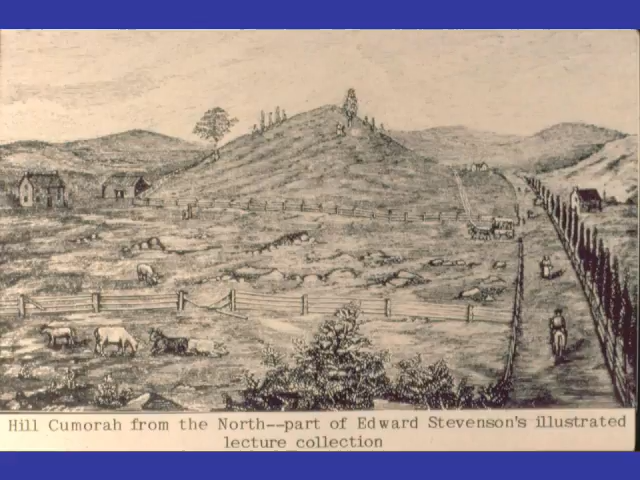 Hill Cumorah from the North--part of Edward Stevenson's illustrated
lecture collection